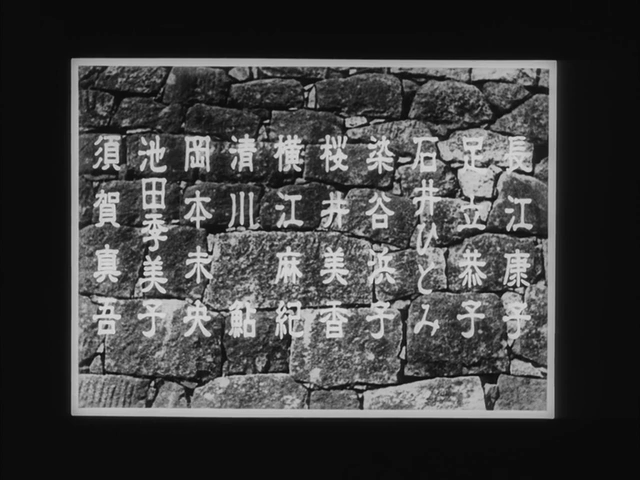 長江康子
足立恭子
石井ひとみ
染谷浜子
桜井美香
横江麻紀
清川鮎
岡本未央
池田季美子
須賀真吾